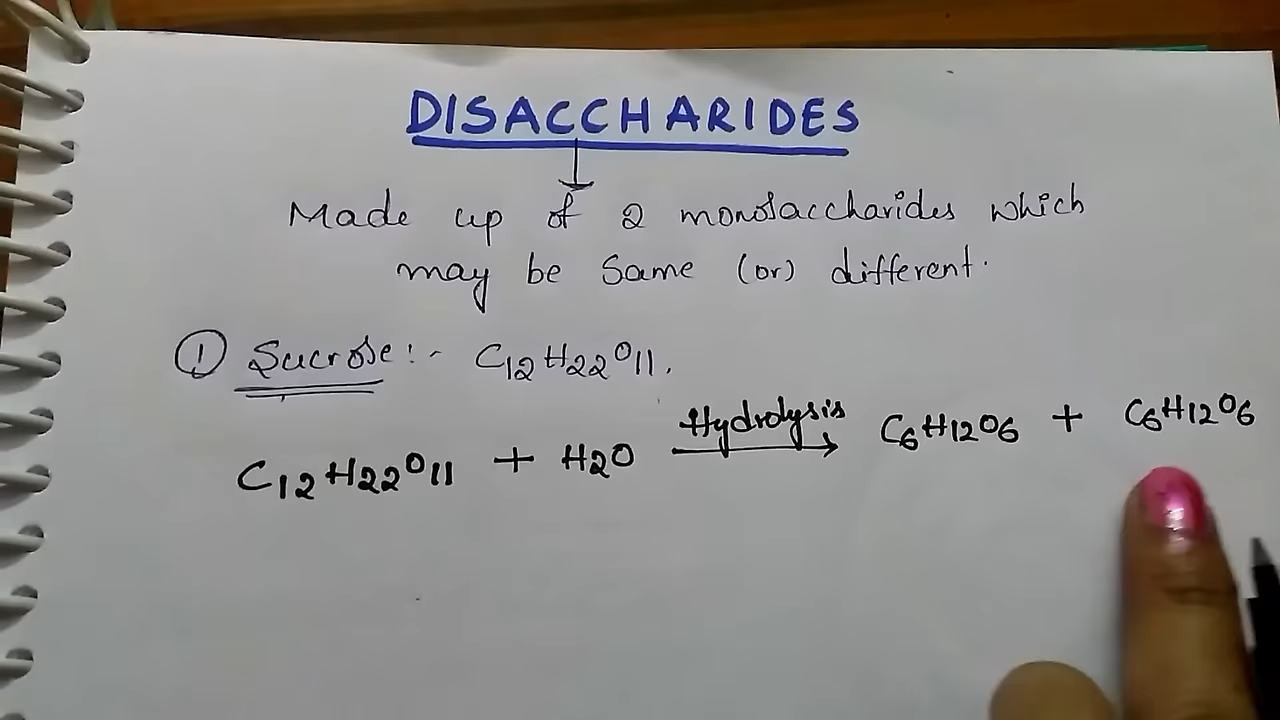 DISACCHARIDES
Made up of 2 monosaccharides which
may be Same (or) different.
① Sucrose:- C12H22O11.
C12H22O11 + H2O Hydrolysis → C6H12O6 + C6H12O6